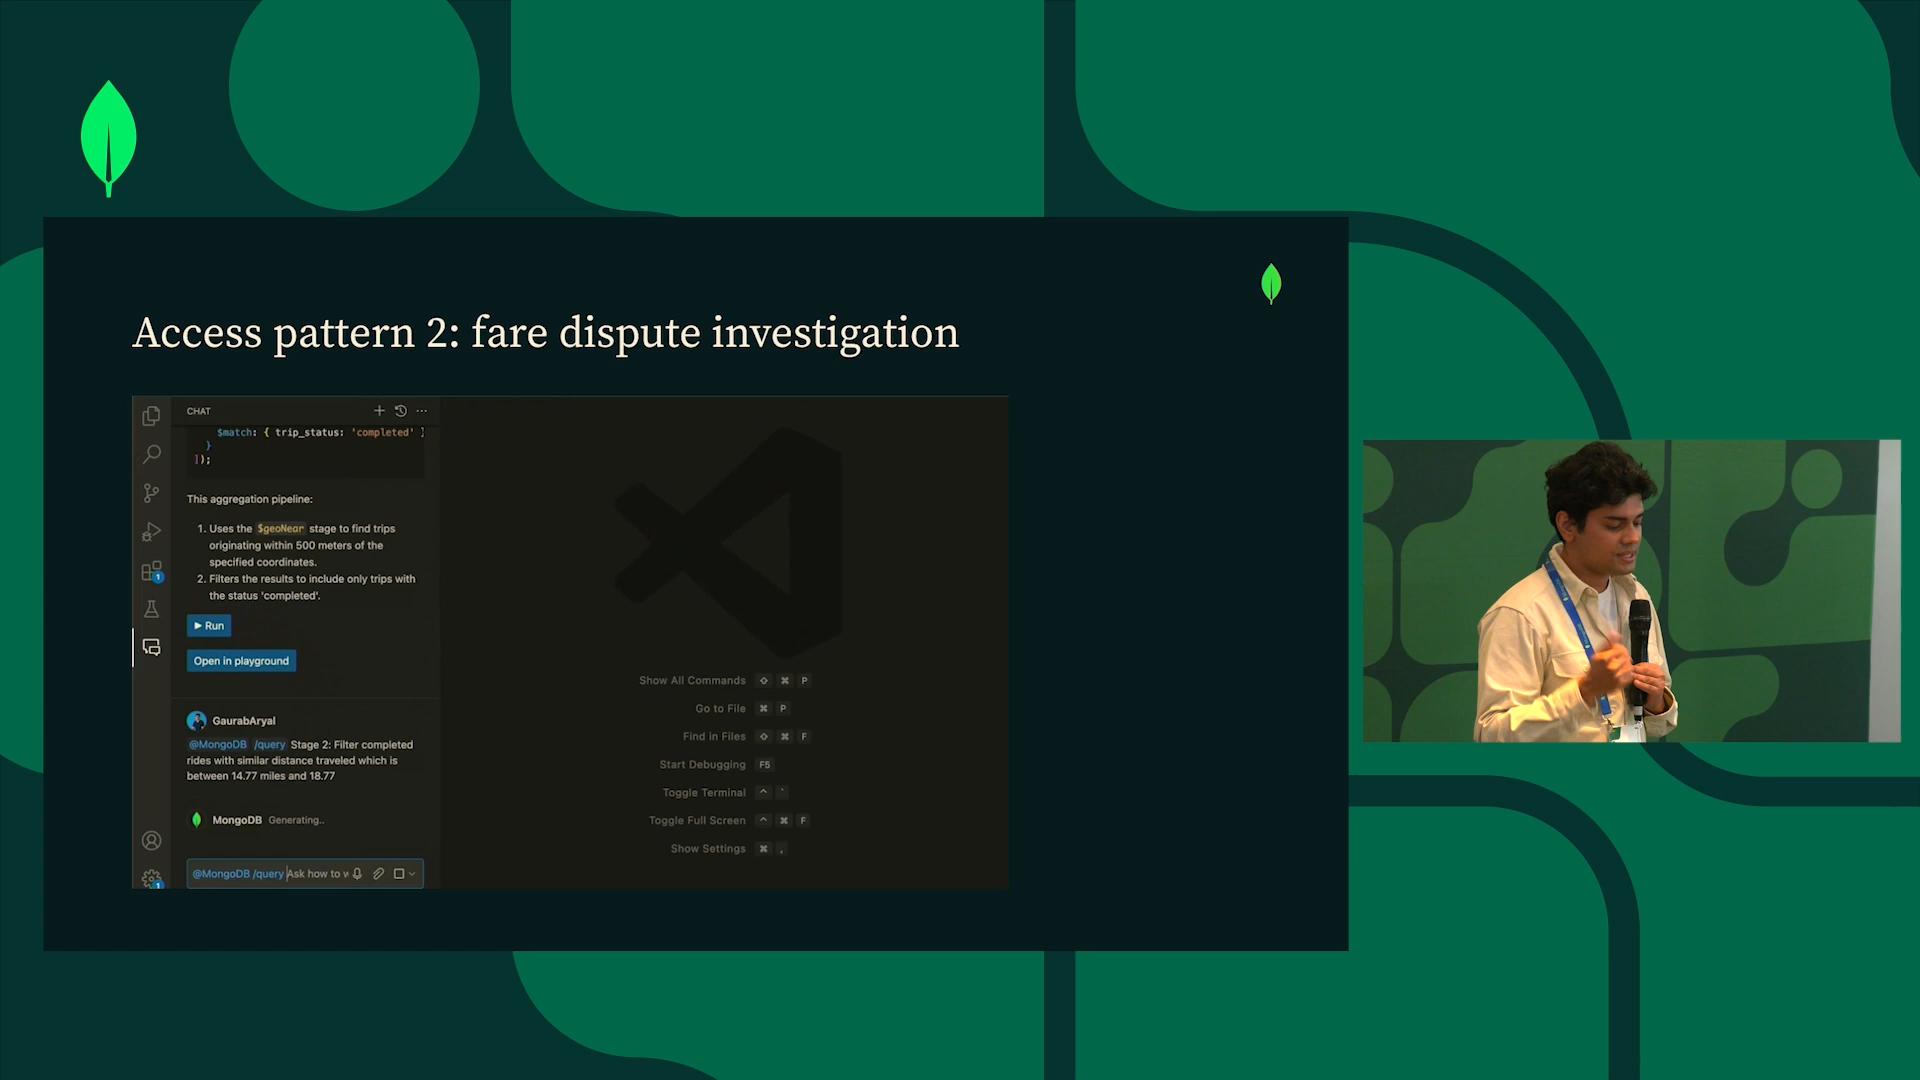 Access pattern 2: fare dispute investigation
CHAT
$match: { trip_status: 'completed' }
}
]);
This aggregation pipeline:
1. Uses the $geoNear stage to find trips
originating within 500 meters of the
specified coordinates.
2. Filters the results to include only trips with
the status 'completed'.
Run
Open in playground
GaurabAryal
@MongoDB /query Stage 2: Filter completed
rides with similar distance traveled which is
between 14.77 miles and 18.77
MongoDB Generating..
@MongoDB /query Ask how to w
Show All Commands ⇧ ⌘ P
Go to File ⌘ P
Find in Files ⇧ ⌘ F
Start Debugging F5
Toggle Terminal ^ `
Toggle Full Screen ^ ⌘ F
Show Settings ⌘ ,
1
1